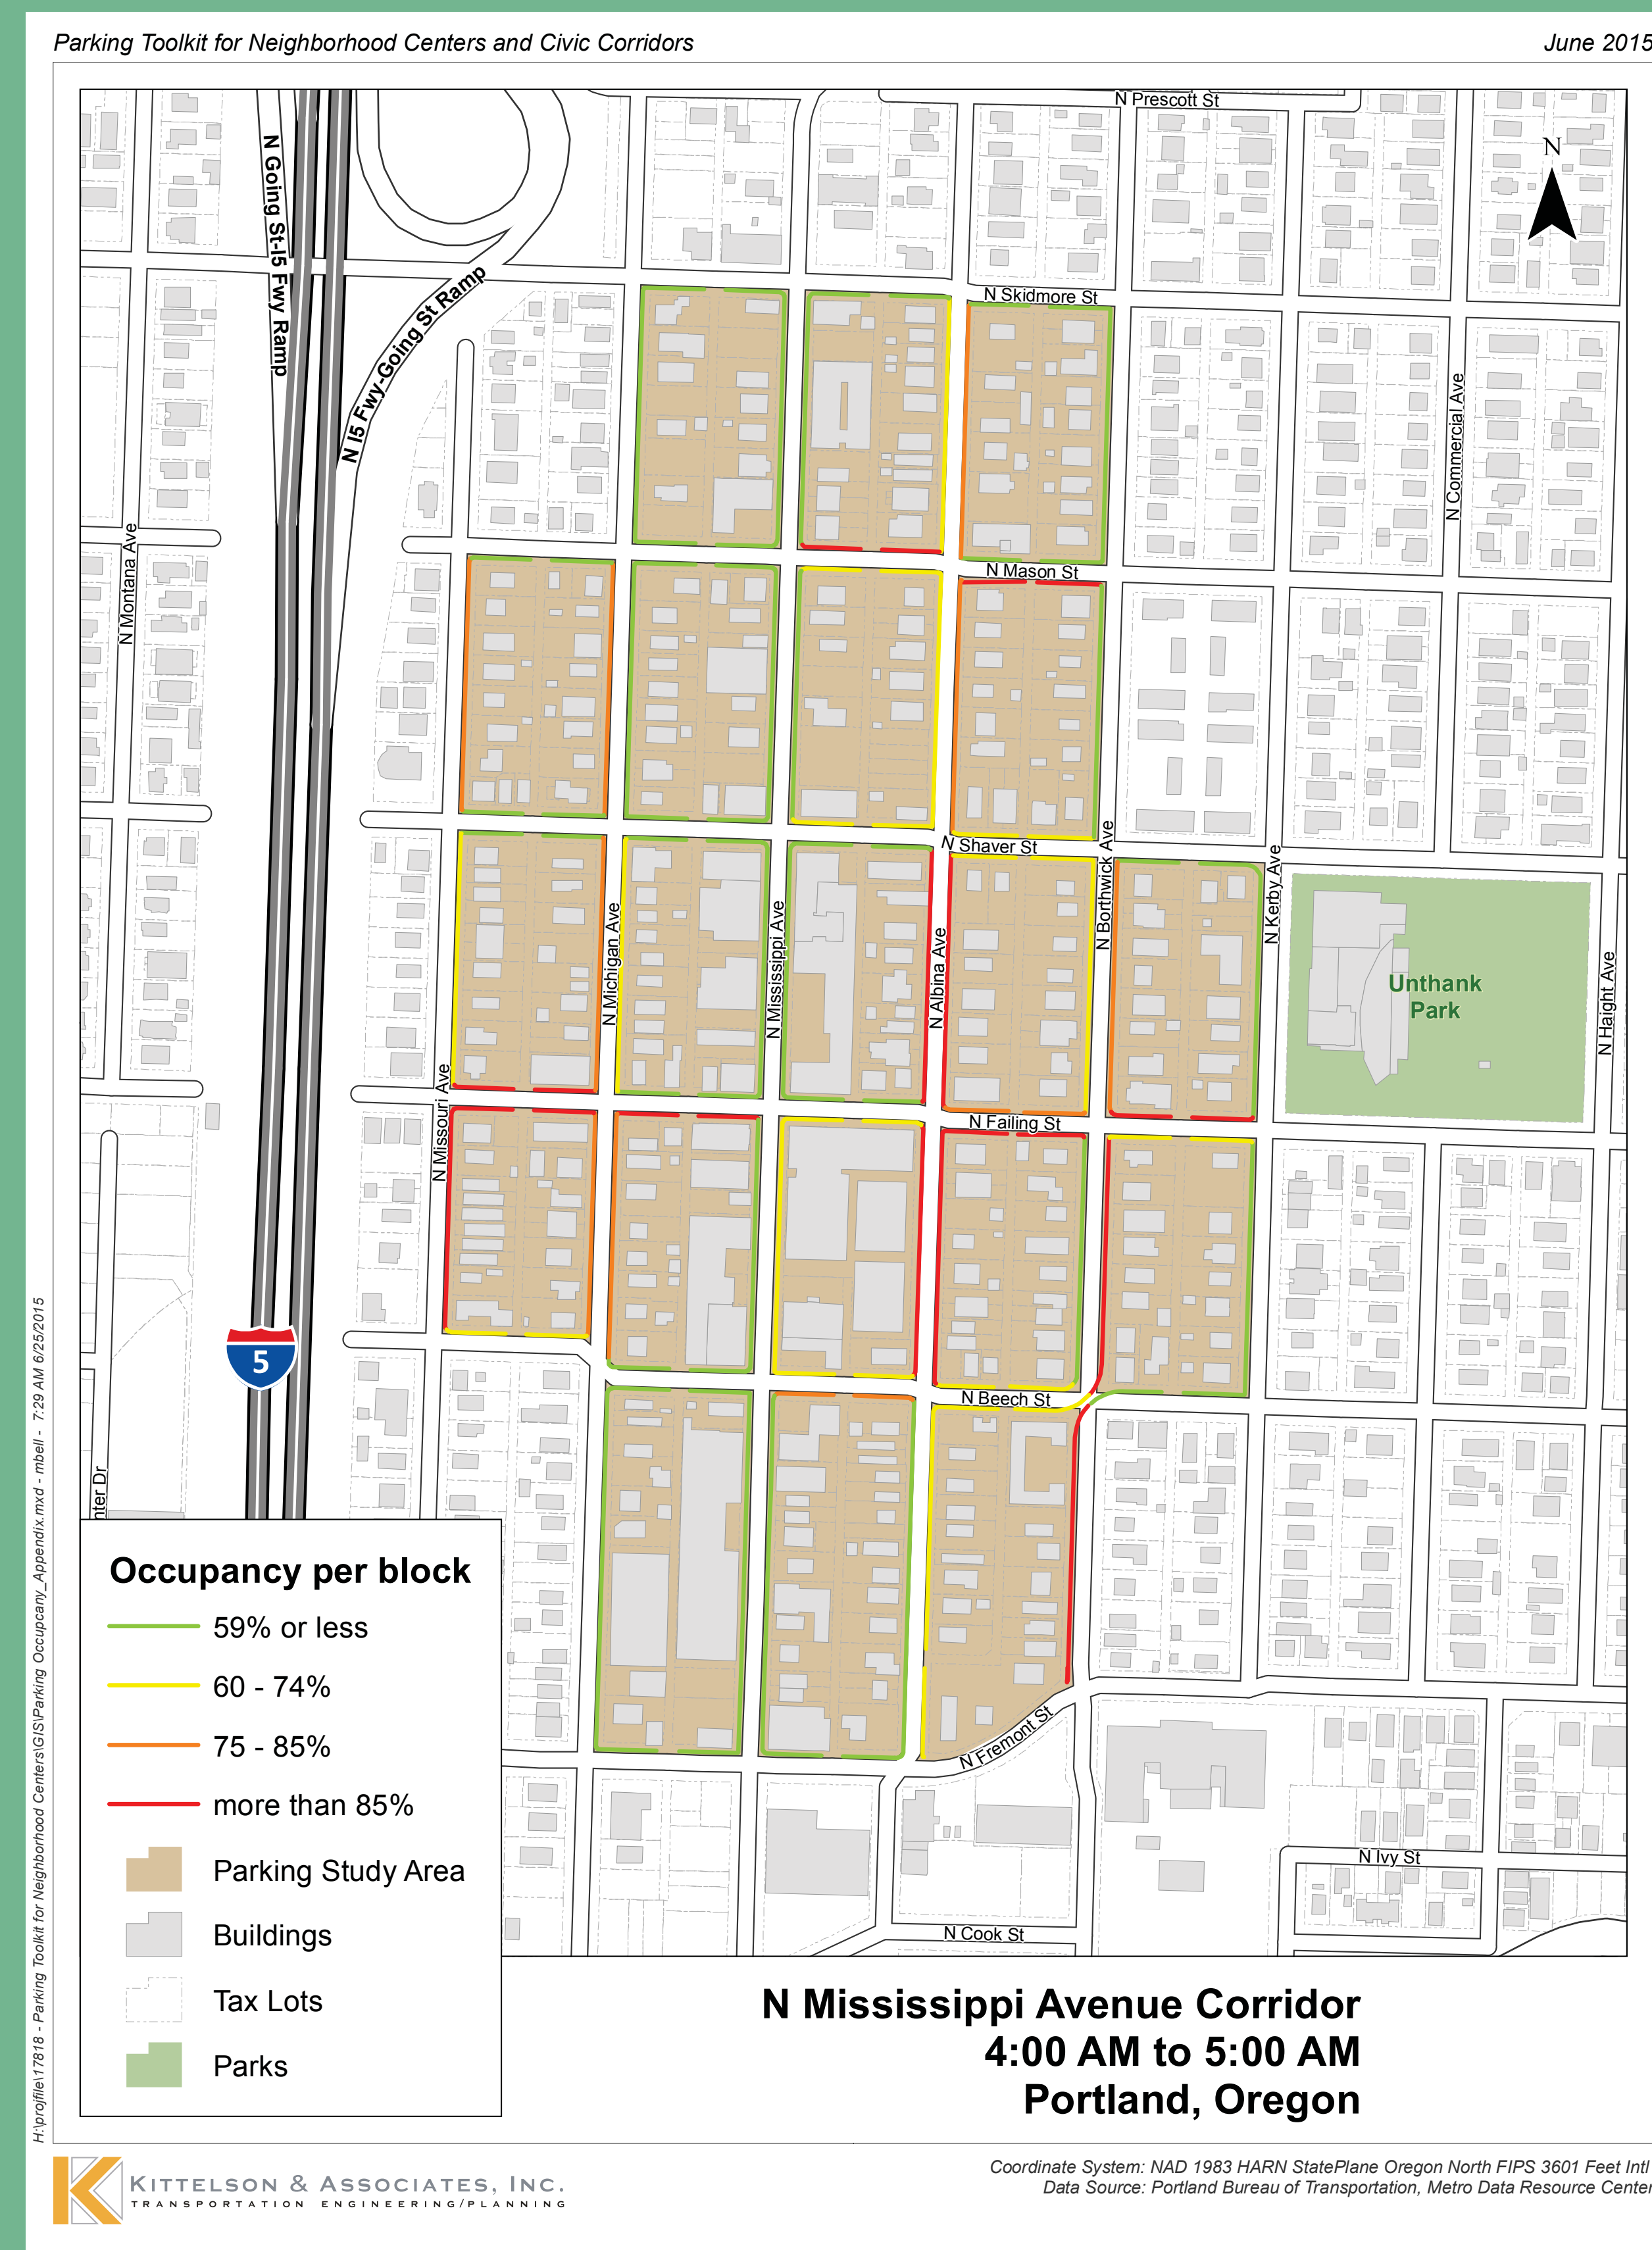 Parking Toolkit for Neighborhood Centers and Civic Corridors
June 2015
N Prescott St
N Going St-I5 Fwy Ramp
N
N I5 Fwy-Going St Ramp
N Skidmore St
N Commercial Ave
N Montana Ave
N Mason St
N Shaver St
N Borthwick Ave
N Kerby Ave
N Michigan Ave
N Mississippi Ave
N Albina Ave
Unthank
Park
N Height Ave
N Missouri Ave
N Failing St
5
N Beech St
nter Dr
N Fremont St
N Ivy St
N Cook St
Occupancy per block
59% or less
60 - 74%
75 - 85%
more than 85%
Parking Study Area
Buildings
Tax Lots
Parks
N Mississippi Avenue Corridor
4:00 AM to 5:00 AM
Portland, Oregon
H:\projfile\17818 - Parking Toolkit for Neighborhood Centers\GIS\Parking Occupcany_Appendix.mxd - mbell - 7:29 AM 6/25/2015
K
KITTELSON & ASSOCIATES, INC.
TRANSPORTATION ENGINEERING/PLANNING
Coordinate System: NAD 1983 HARN StatePlane Oregon North FIPS 3601 Feet Intl
Data Source: Portland Bureau of Transportation, Metro Data Resource Center